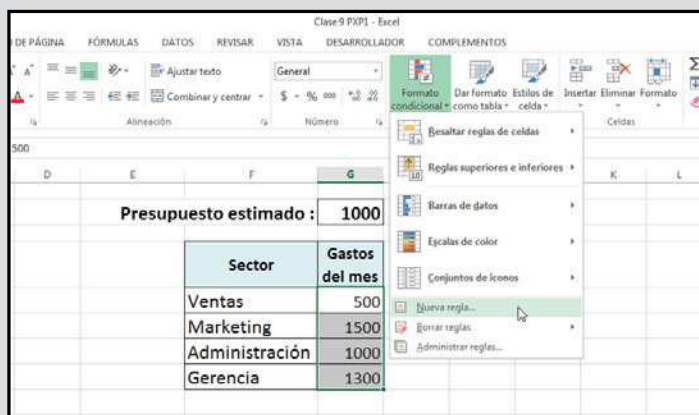 Clase 9 PXP1 - Excel
DE PÁGINA FÓRMULAS DATOS REVISAR VISTA DESARROLLADOR COMPLEMENTOS
Ajustar texto General
Combinar y centrar $ - % 000
Formato condicional Dar formato como tabla Estilos de celda Insertar Eliminar Formato
Alineación Número Celdas
500
D E F G K L
Presupuesto estimado : 1000
Sector Gastos del mes
Ventas 500
Marketing 1500
Administración 1000
Gerencia 1300
Resaltar reglas de celdas
Reglas superiores e inferiores
Barras de datos
Escalas de color
Conjuntos de iconos
Nueva regla...
Borrar reglas
Administrar reglas...